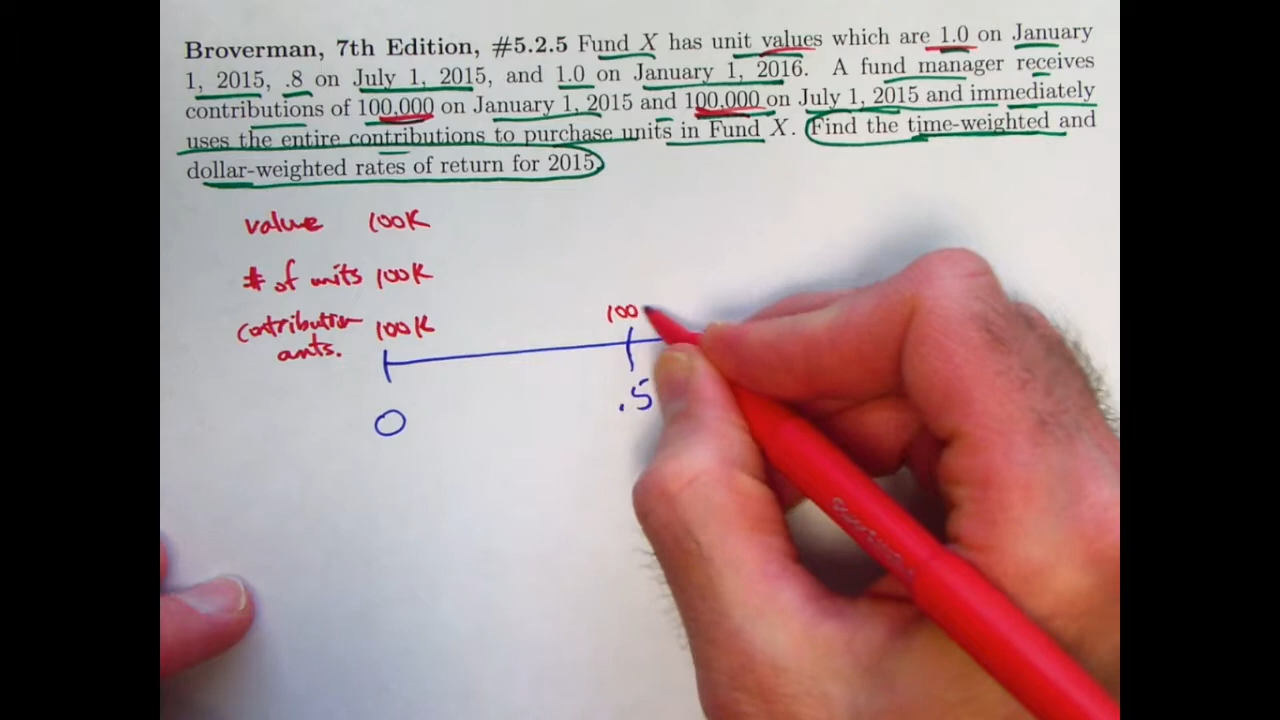 Broverman, 7th Edition, #5.2.5 Fund X has unit values which are 1.0 on January
1, 2015, .8 on July 1, 2015, and 1.0 on January 1, 2016. A fund manager receives
contributions of 100,000 on January 1, 2015 and 100,000 on July 1, 2015 and immediately
uses the entire contributions to purchase units in Fund X. Find the time-weighted and
dollar-weighted rates of return for 2015.
value 100K
# of units 100K
contribution 100K
amts.
100
0
.5